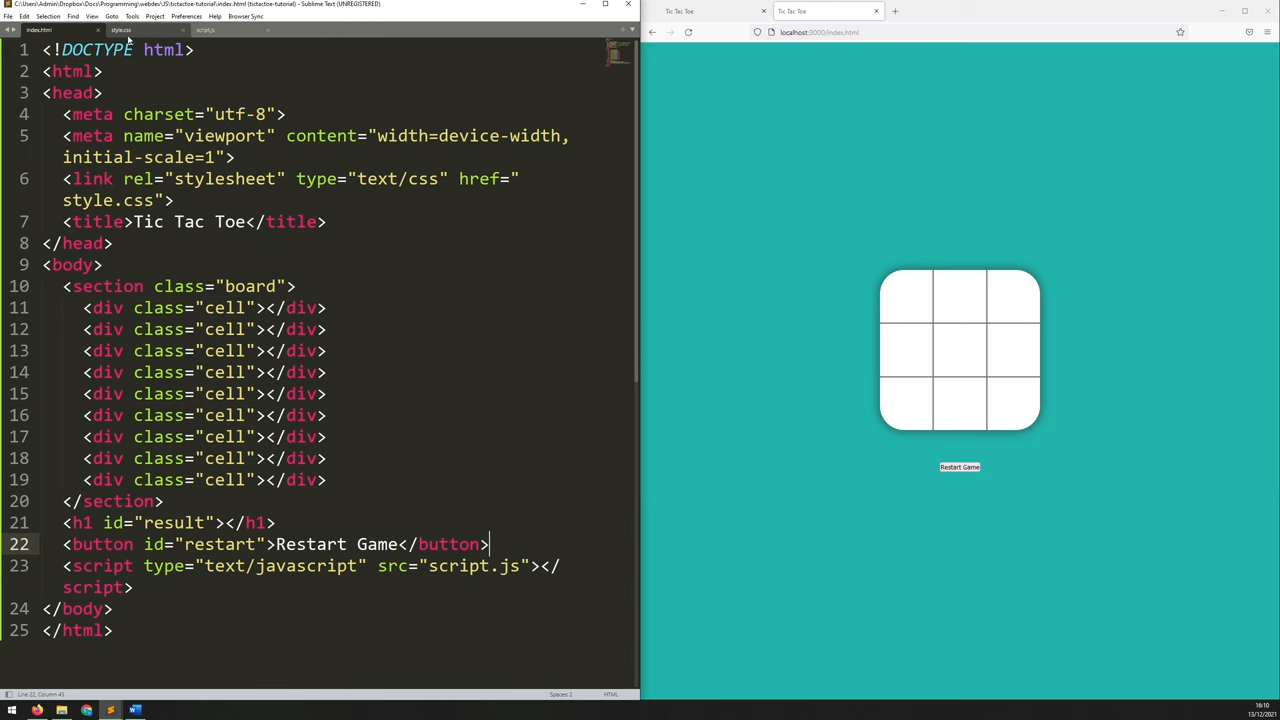 C:\Users\Admin\Dropbox\Docs\Programming\webdev\JS\tictactoe-tutorial\index.html (tictactoe-tutorial) - Sublime Text (UNREGISTERED)
File Edit Selection Find View Goto Tools Project Preferences Help Browser Sync
index.html style.css script.js
1 <!DOCTYPE html>
2 <html>
3 <head>
4 <meta charset="utf-8">
5 <meta name="viewport" content="width=device-width,
initial-scale=1">
6 <link rel="stylesheet" type="text/css" href="
style.css">
7 <title>Tic Tac Toe</title>
8 </head>
9 <body>
10 <section class="board">
11 <div class="cell"></div>
12 <div class="cell"></div>
13 <div class="cell"></div>
14 <div class="cell"></div>
15 <div class="cell"></div>
16 <div class="cell"></div>
17 <div class="cell"></div>
18 <div class="cell"></div>
19 <div class="cell"></div>
20 </section>
21 <h1 id="result"></h1>
22 <button id="restart">Restart Game</button>
23 <script type="text/javascript" src="script.js"></
script>
24 </body>
25 </html>
Line 22, Column 45 Spaces: 2 HTML
Tic Tac Toe Tic Tac Toe
localhost:3000/index.html
Restart Game
16:10
13/12/2021